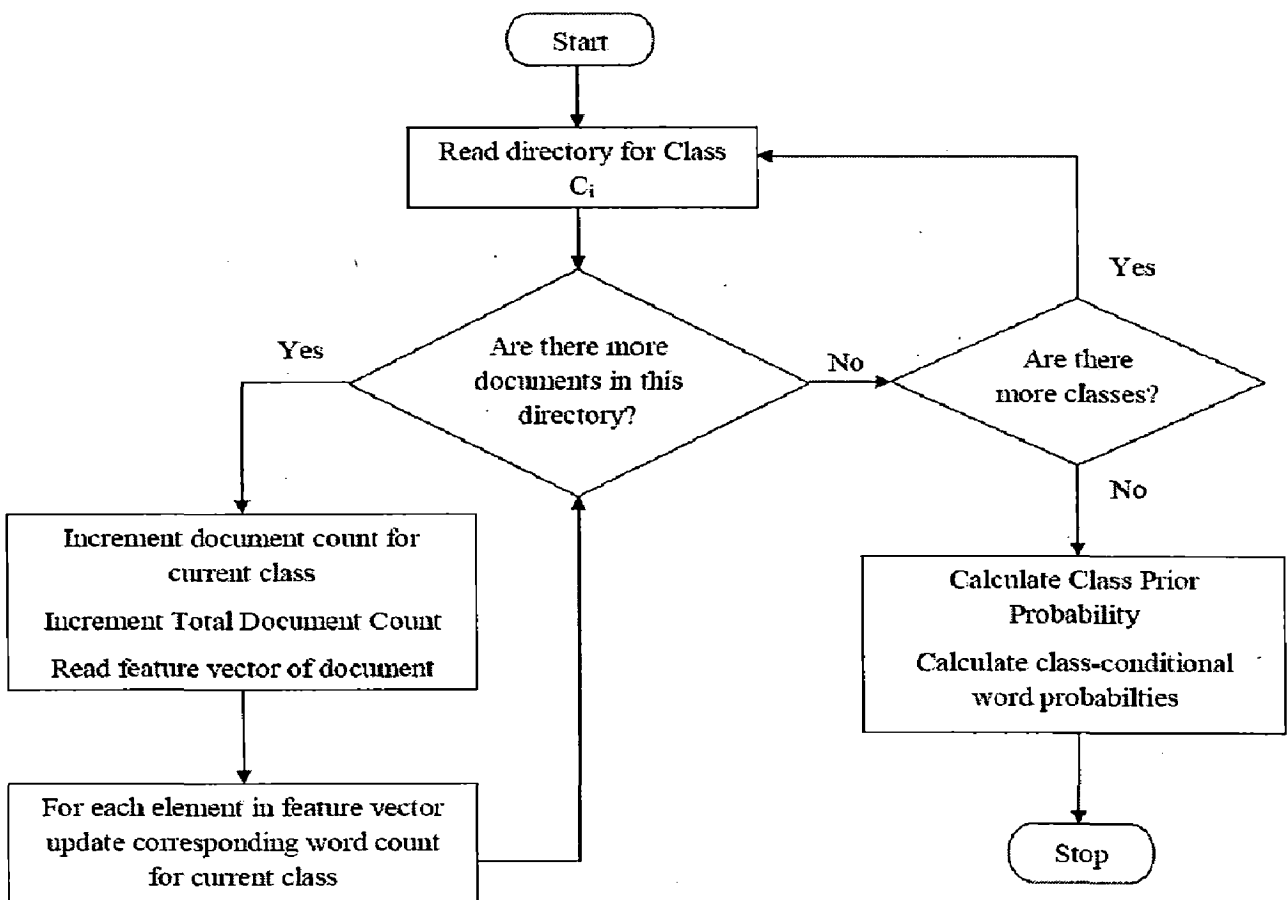 Start
Read directory for Class
Ci
Yes
Are there more
documents in this
directory?
No
Yes
Are there
more classes?
No
Increment document count for
current class
Increment Total Document Count
Read feature vector of document
Calculate Class Prior
Probability
Calculate class-conditional
word probabilties
For each element in feature vector
update corresponding word count
for current class
Stop